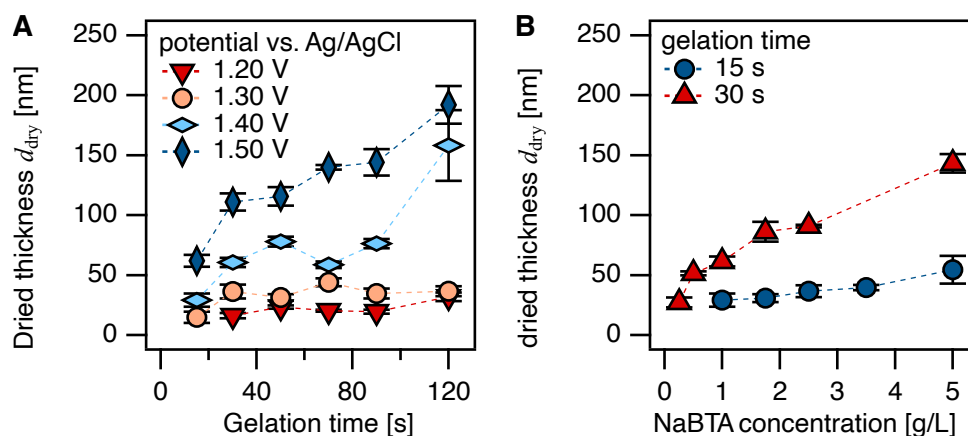 A
250
200
150
100
50
0
Dried thickness d_dry [nm]
potential vs. Ag/AgCl
1.20 V
1.30 V
1.40 V
1.50 V
0
40
80
120
Gelation time [s]
B
250
200
150
100
50
0
dried thickness d_dry [nm]
gelation time
15 s
30 s
0
1
2
3
4
5
NaBTA concentration [g/L]